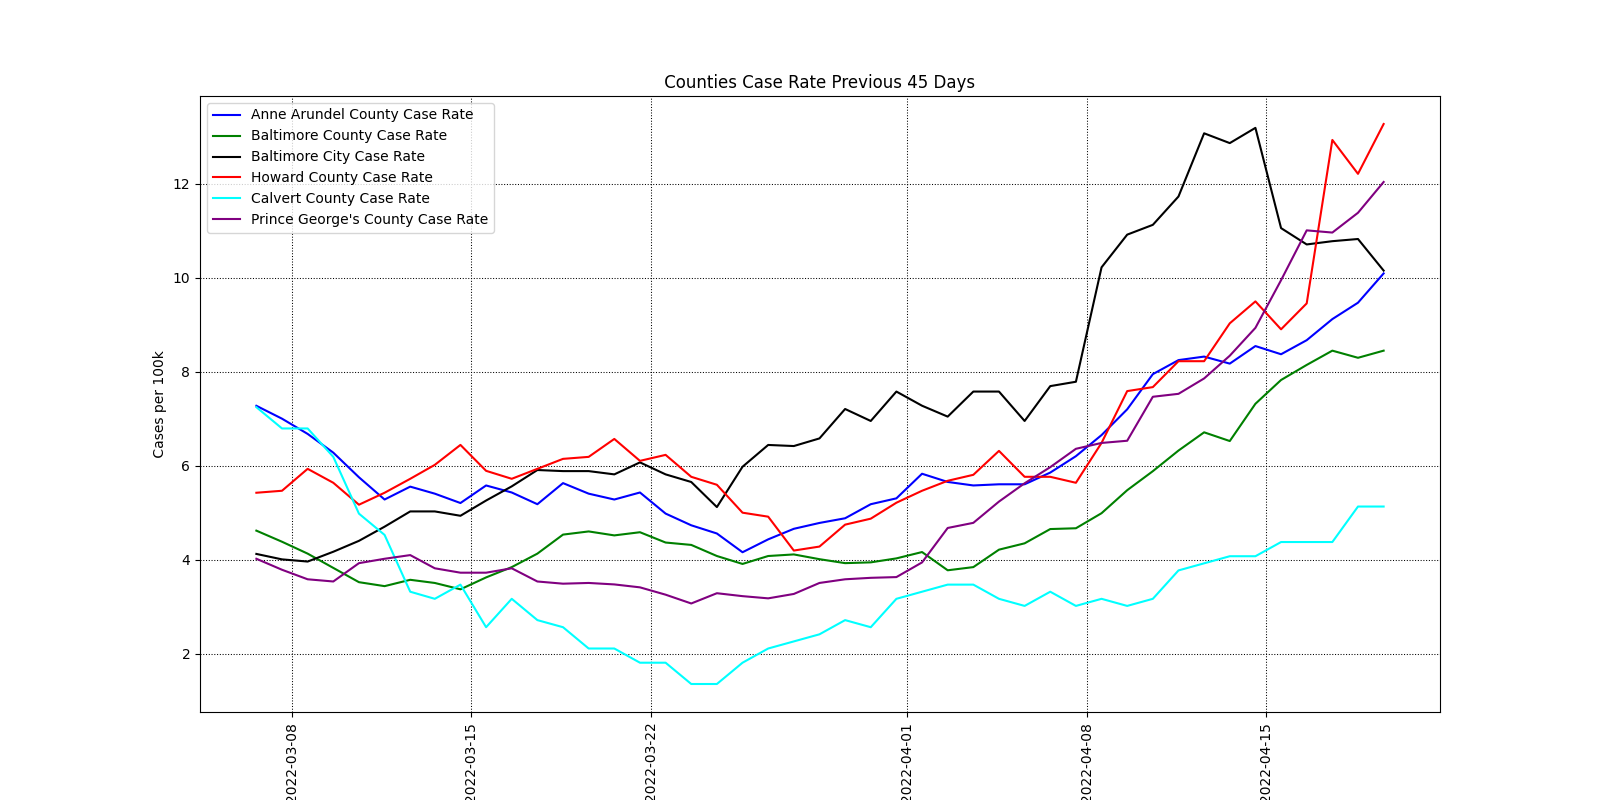 Counties Case Rate Previous 45 Days
Anne Arundel County Case Rate
Baltimore County Case Rate
Baltimore City Case Rate
Howard County Case Rate
Calvert County Case Rate
Prince George's County Case Rate
Cases per 100k
12
10
8
6
4
2
2022-03-08
2022-03-15
2022-03-22
2022-04-01
2022-04-08
2022-04-15